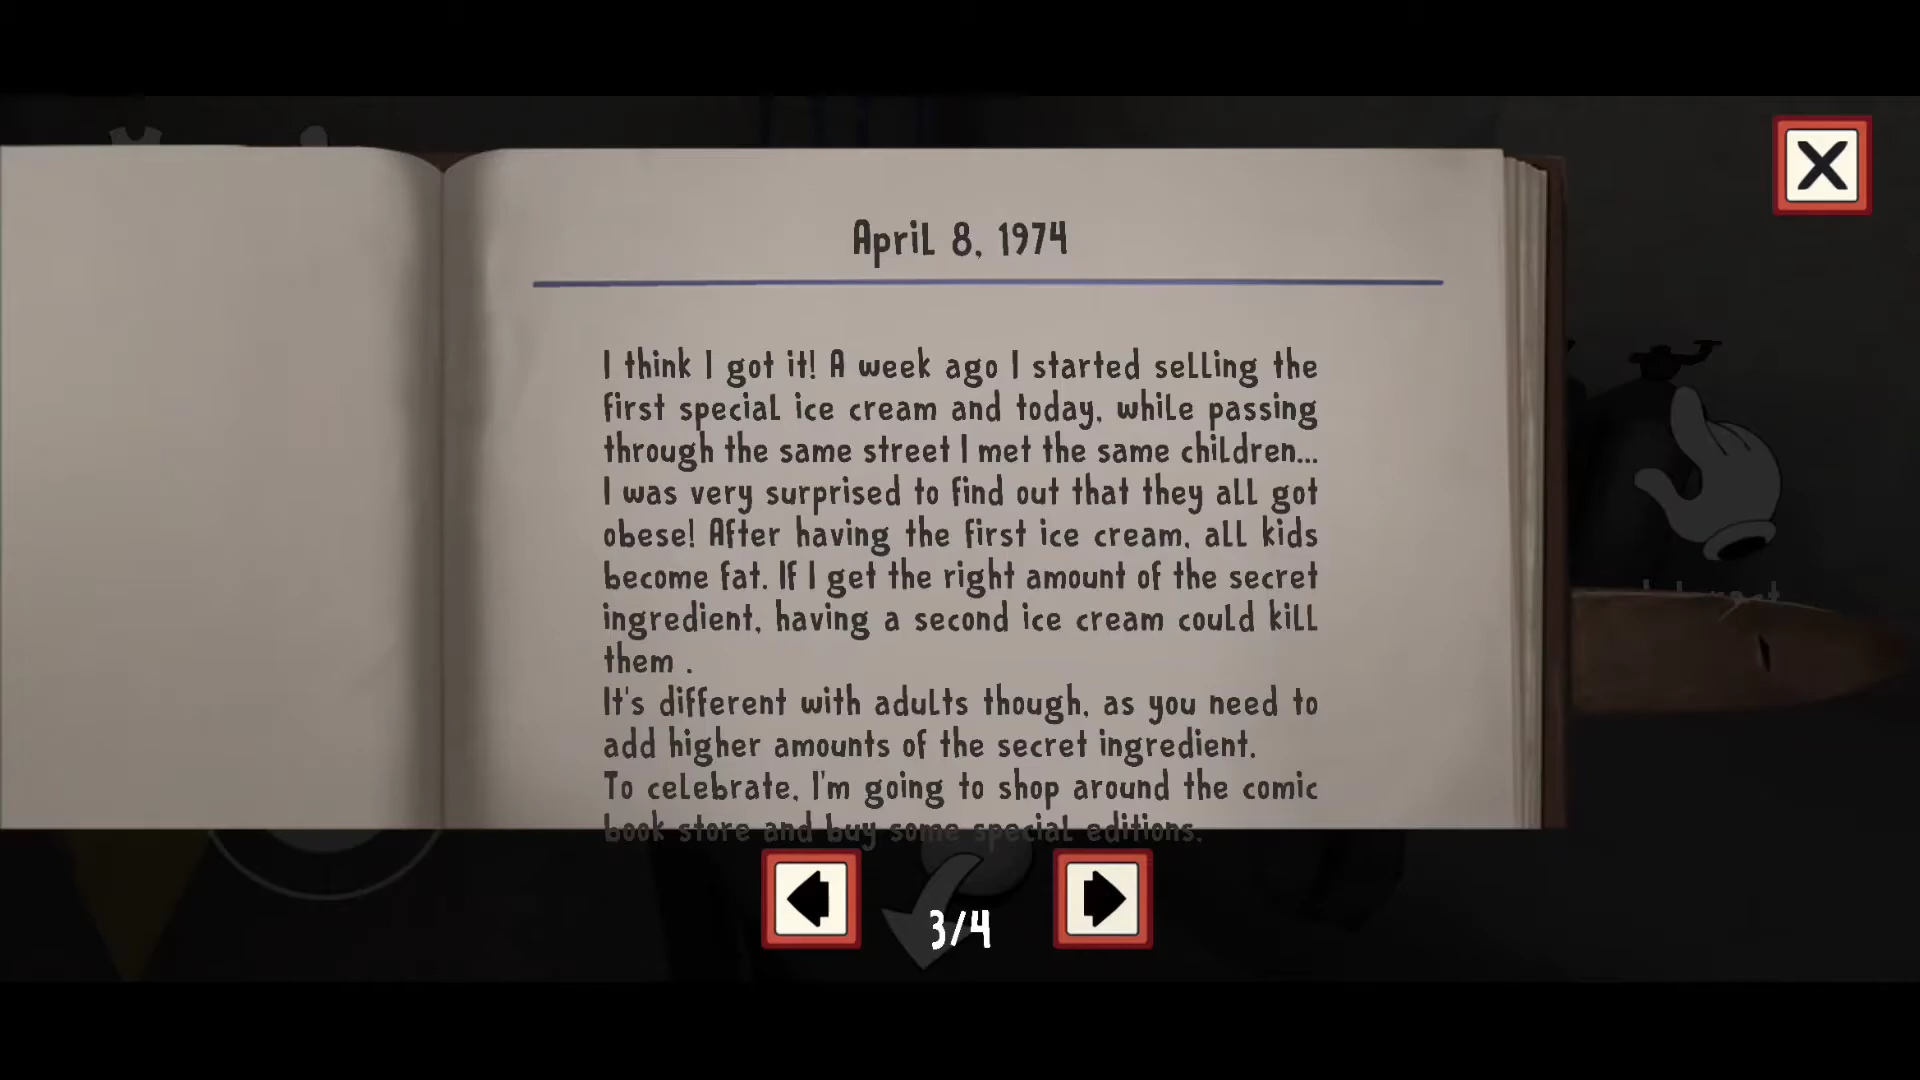 April 8, 1974
I think I got it! A week ago I started selling the
first special ice cream and today, while passing
through the same street I met the same children...
I was very surprised to find out that they all got
obese! After having the first ice cream, all kids
become fat. If I get the right amount of the secret
ingredient, having a second ice cream could kill
them .
It's different with adults though, as you need to
add higher amounts of the secret ingredient.
To celebrate, I'm going to shop around the comic
book store and buy some special editions.
3/4